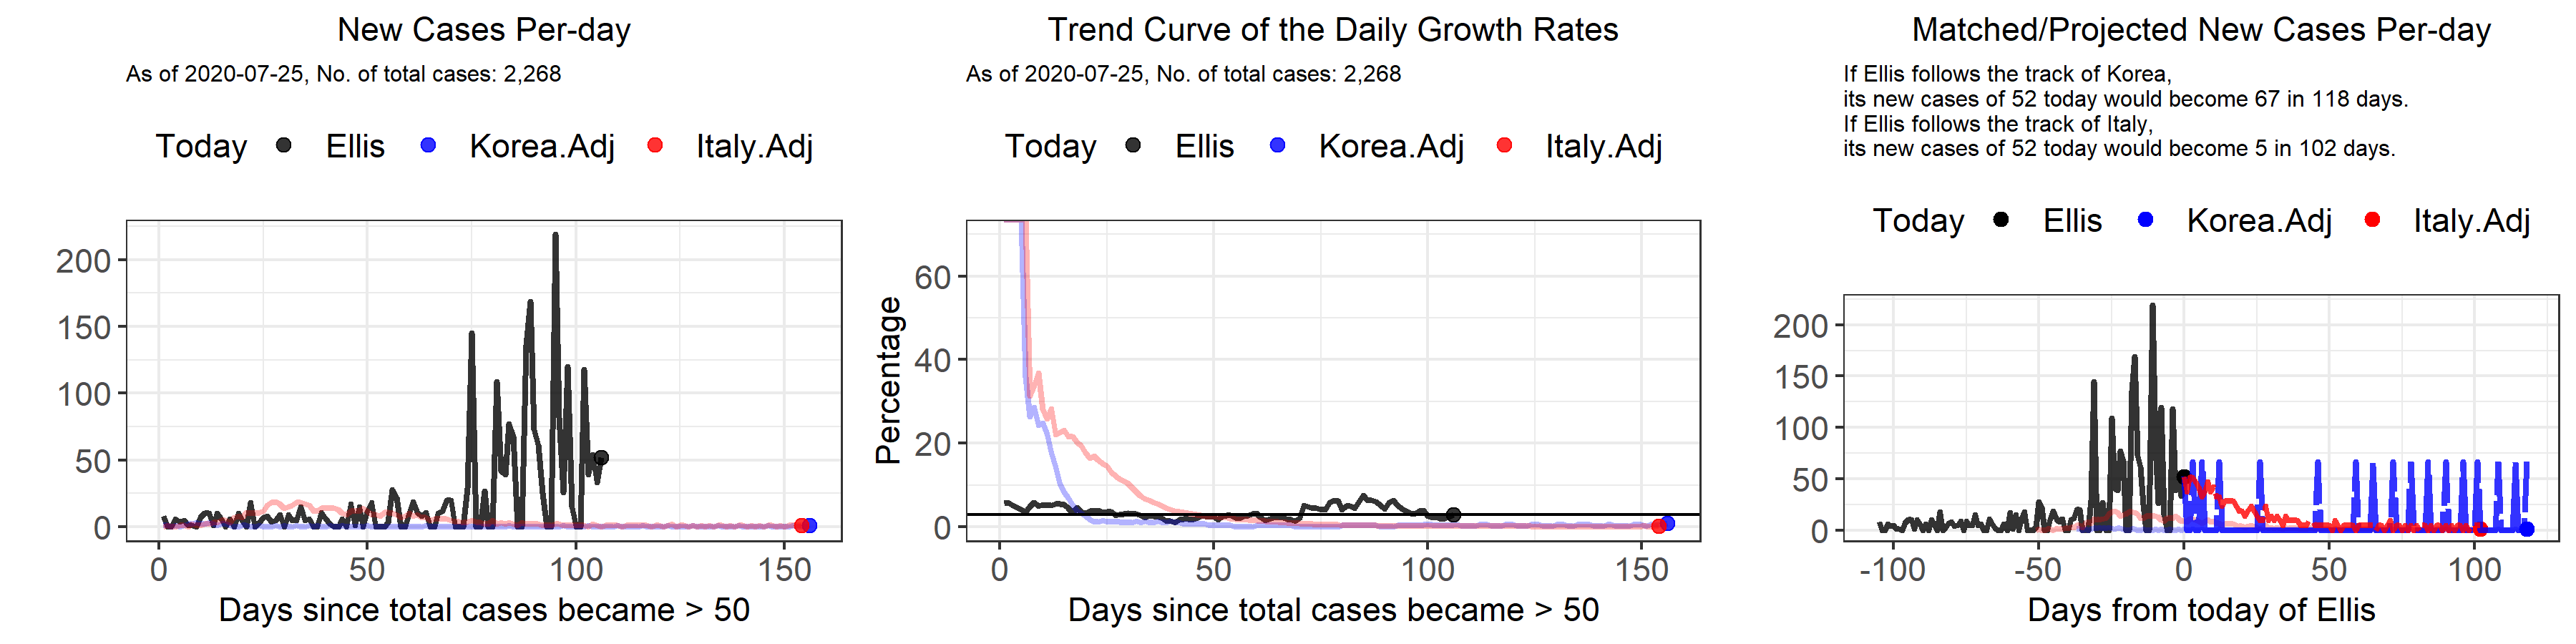 New Cases Per-day
As of 2020-07-25, No. of total cases: 2,268
Today Ellis Korea.Adj Italy.Adj
200
150
100
50
0
0 50 100 150
Days since total cases became > 50
Trend Curve of the Daily Growth Rates
As of 2020-07-25, No. of total cases: 2,268
Today Ellis Korea.Adj Italy.Adj
Percentage
60
40
20
0
0 50 100 150
Days since total cases became > 50
Matched/Projected New Cases Per-day
If Ellis follows the track of Korea,
its new cases of 52 today would become 67 in 118 days.
If Ellis follows the track of Italy,
its new cases of 52 today would become 5 in 102 days.
Today Ellis Korea.Adj Italy.Adj
200
150
100
50
0
-100 -50 0 50 100
Days from today of Ellis